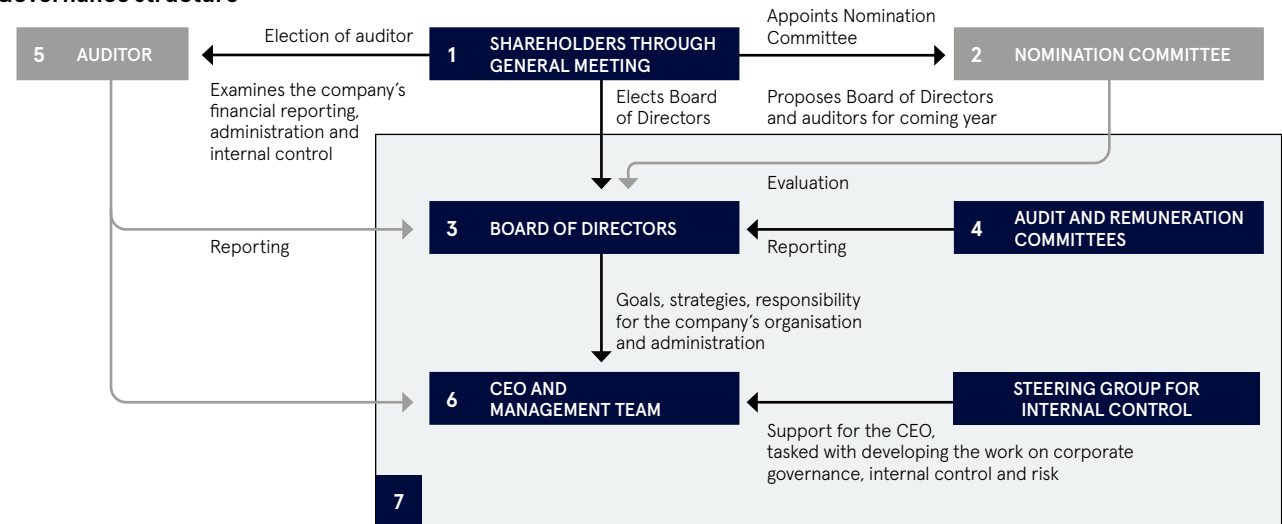 Governance structure
5 AUDITOR
Election of auditor
1 SHAREHOLDERS THROUGH
GENERAL MEETING
Appoints Nomination
Committee
2 NOMINATION COMMITTEE
Examines the company's
financial reporting,
administration and
internal control
Elects Board
of Directors
Proposes Board of Directors
and auditors for coming year
Evaluation
3 BOARD OF DIRECTORS
4 AUDIT AND REMUNERATION
COMMITTEES
Reporting
Reporting
Goals, strategies, responsibility
for the company's organisation
and administration
6 CEO AND
MANAGEMENT TEAM
STEERING GROUP FOR
INTERNAL CONTROL
Support for the CEO,
tasked with developing the work on corporate
governance, internal control and risk
7